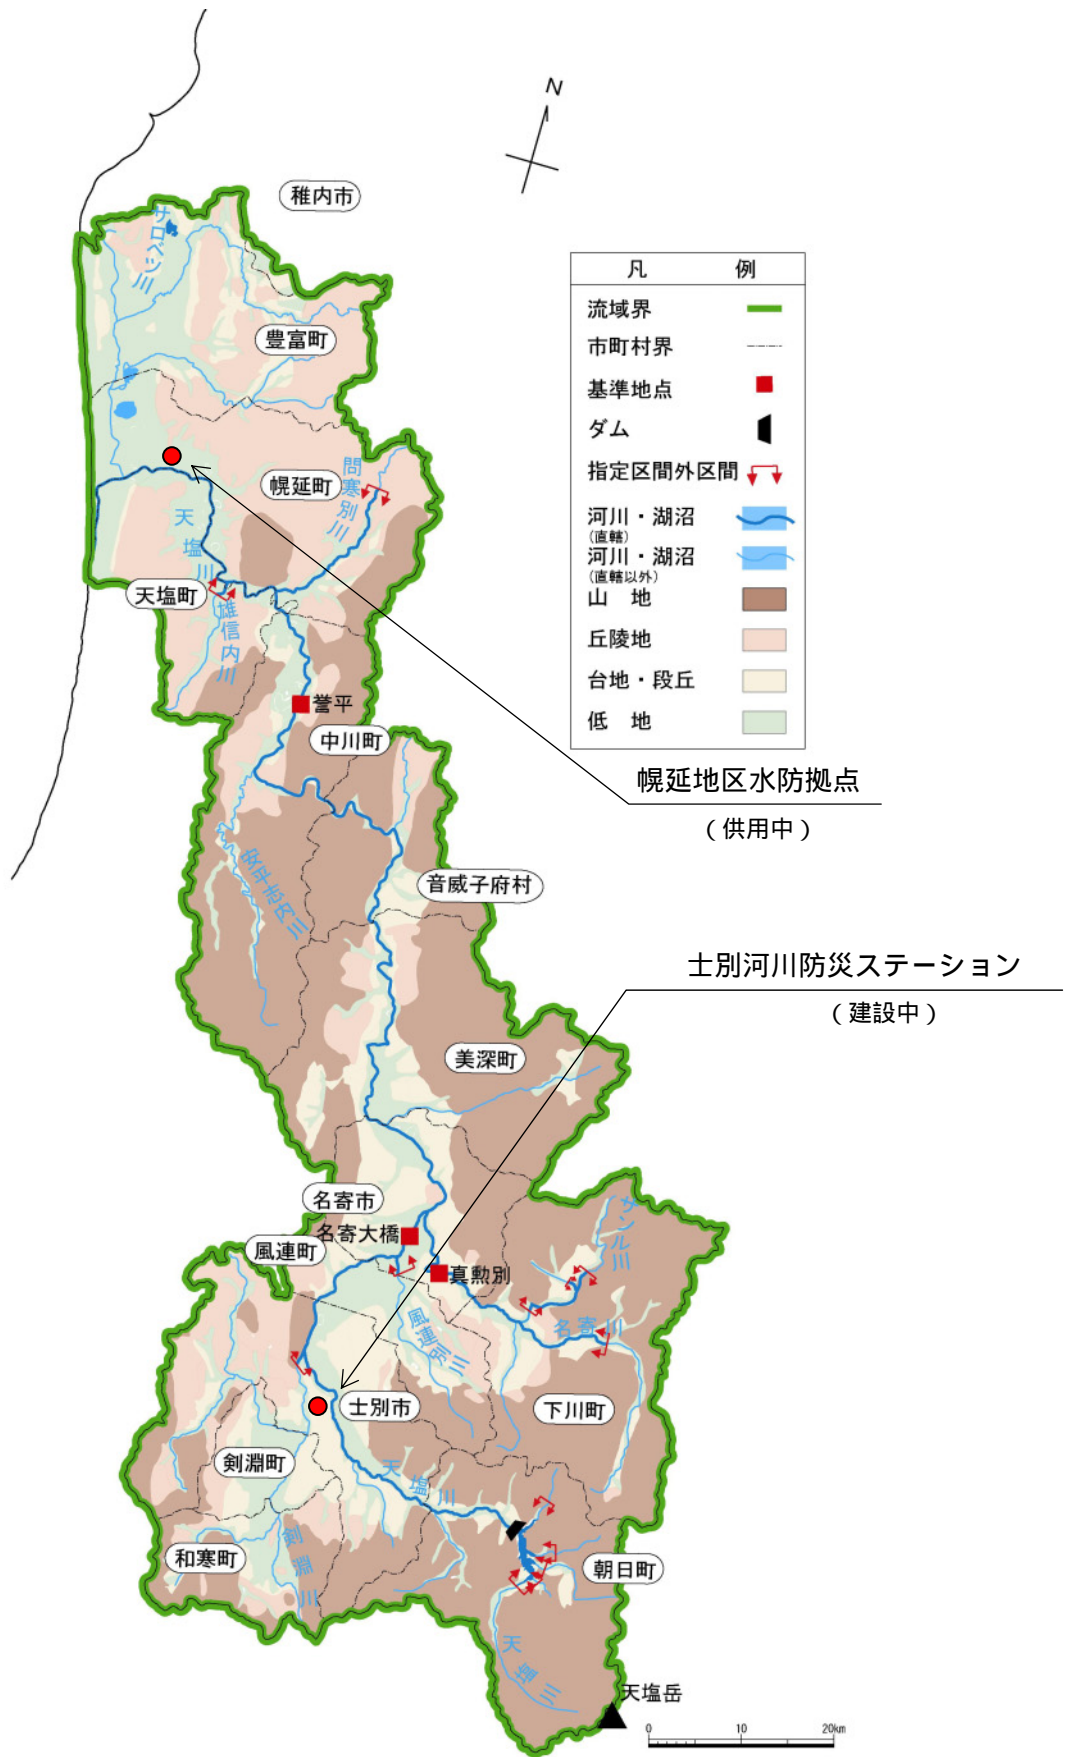 N
稚内市
サロベツ川
凡 例
流域界
市町村界
基準地点
ダム
指定区間外区間
河川・湖沼
(直轄)
河川・湖沼
(直轄以外)
山 地
丘陵地
台地・段丘
低 地
豊富町
幌延町
問寒別川
天塩川
天塩町
雄信内川
誉平
中川町
幌延地区水防拠点
（供用中）
安平志内川
音威子府村
士別河川防災ステーション
（建設中）
美深町
名寄市
名寄大橋
風連町
真勲別
サンル川
名寄川
風連別川
士別市
下川町
剣淵町
天塩川
和寒町
剣淵川
朝日町
天塩川
天塩岳
0 10 20km